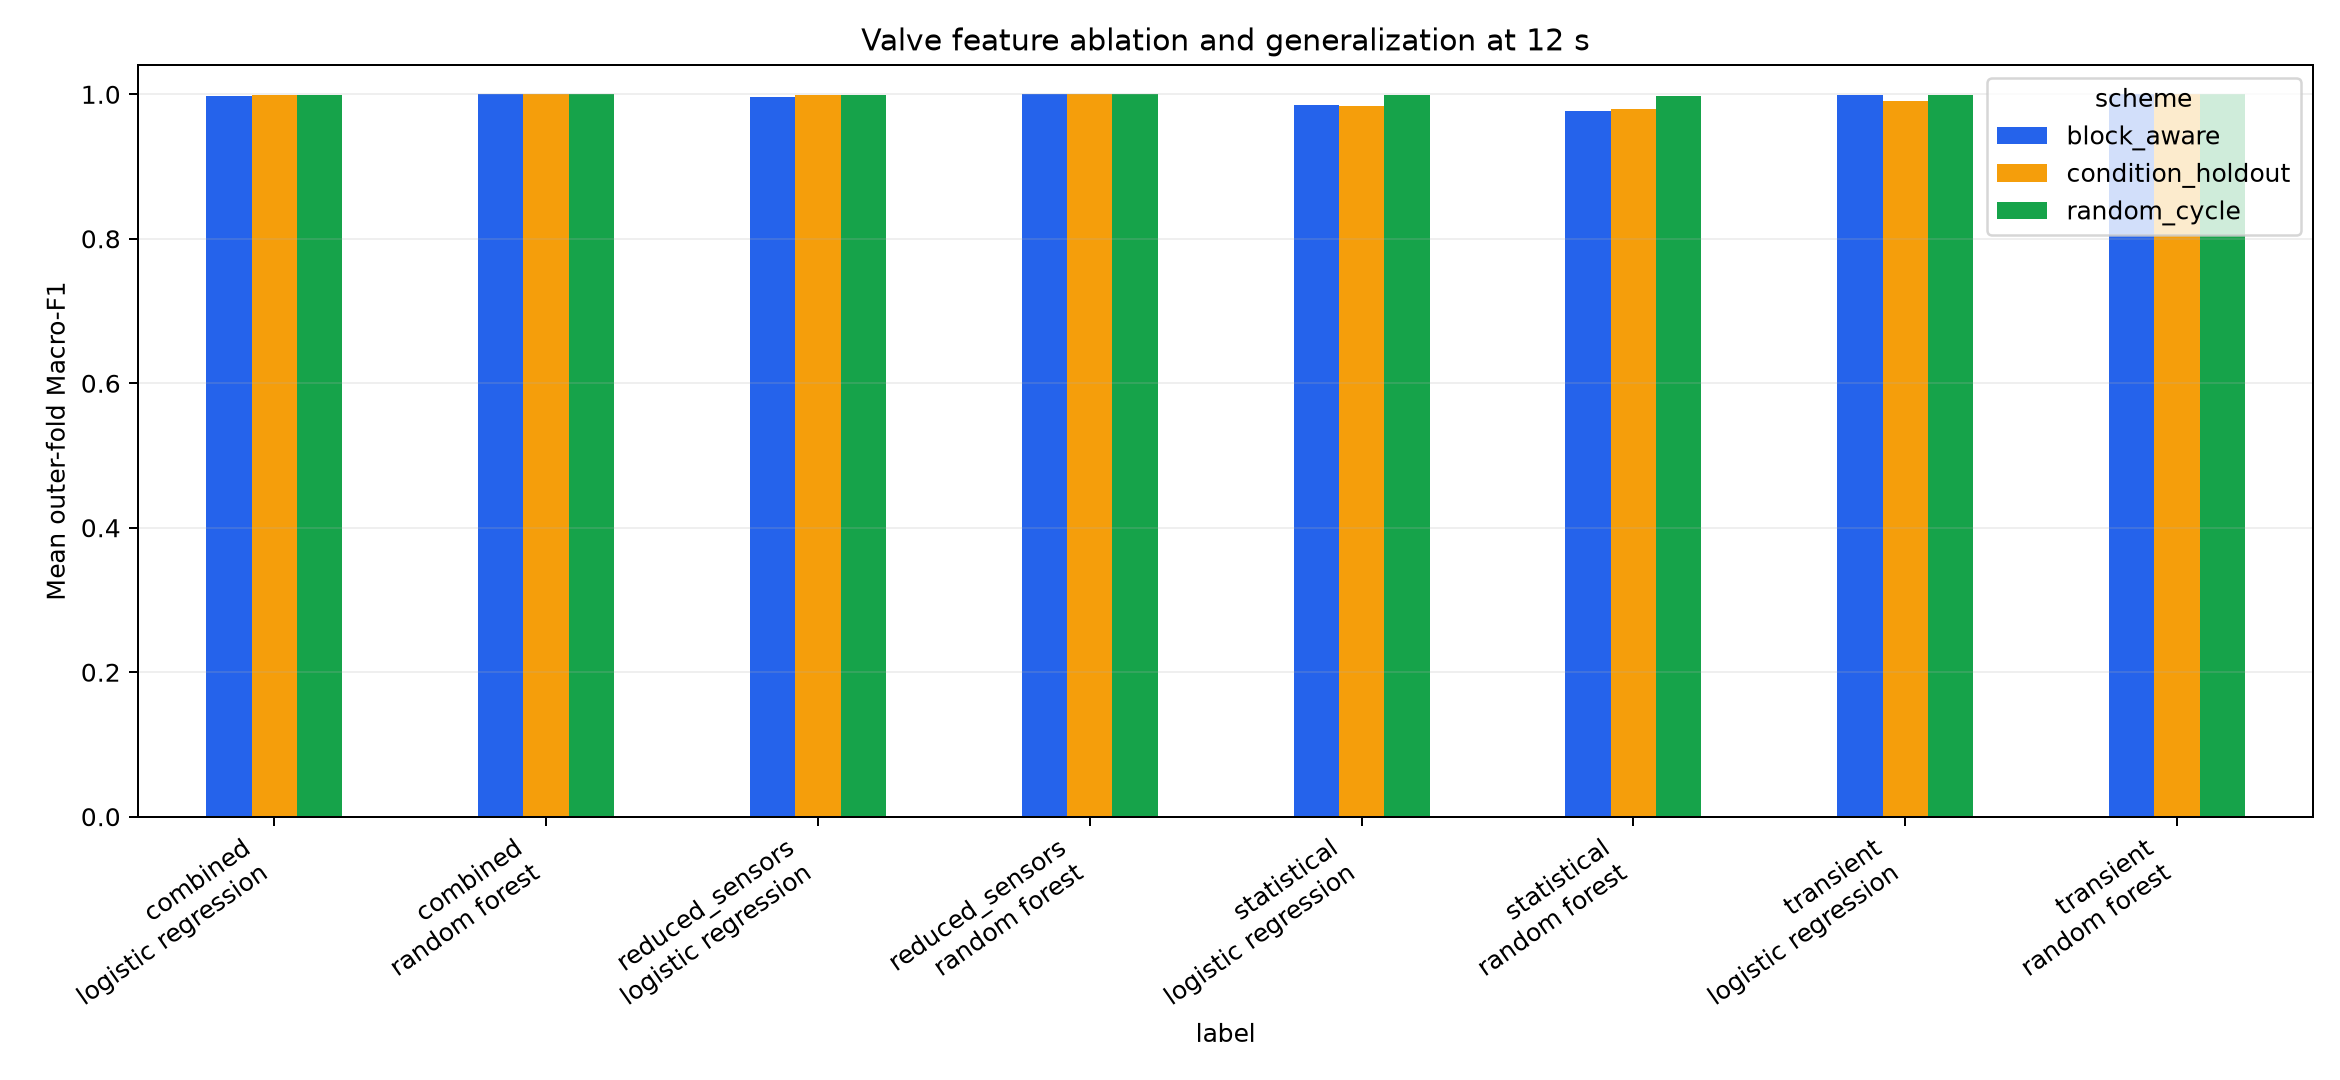 Valve feature ablation and generalization at 12 s
Mean outer-fold Macro-F1
1.0
0.8
0.6
0.4
0.2
0.0
scheme
block_aware
condition_holdout
random_cycle
combined
logistic regression
combined
random forest
reduced_sensors
logistic regression
reduced_sensors
random forest
statistical
logistic regression
statistical
random forest
transient
logistic regression
transient
random forest
label